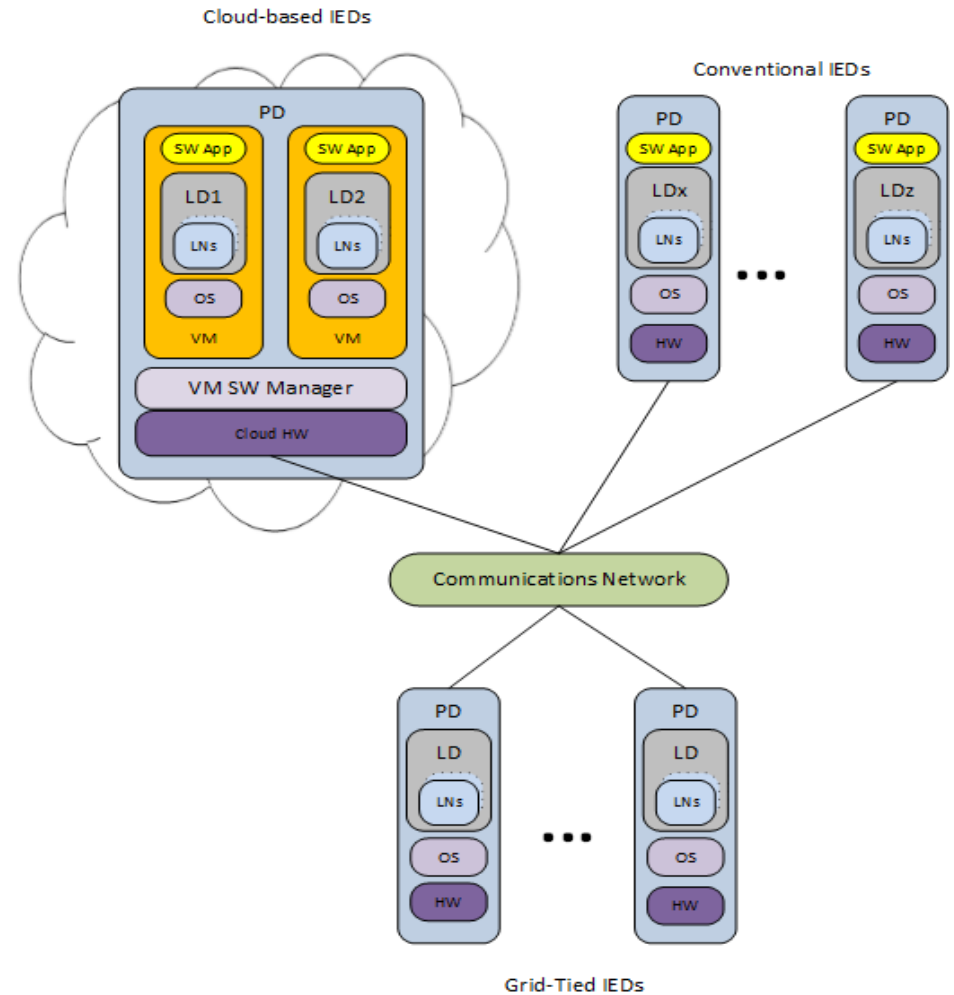 Cloud-based IEDs
PD
SW App
LD1
LNs
OS
VM
SW App
LD2
LNs
OS
VM
VM SW Manager
Cloud HW
Conventional IEDs
PD
SW App
LDx
LNs
OS
HW
...
PD
SW App
LDz
LNs
OS
HW
Communications Network
PD
LD
LNs
OS
HW
...
PD
LD
LNs
OS
HW
Grid-Tied IEDs